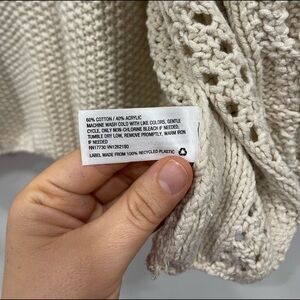 60% COTTON / 40% ACRYLIC
MACHINE WASH COLD WITH LIKE COLORS, GENTLE
CYCLE, ONLY NON-CHLORINE BLEACH IF NEEDED,
TUMBLE DRY LOW, REMOVE PROMPTLY, WARM IRON
IF NEEDED
RN17730 VN1262180
LABEL MADE FROM 100% RECYCLED PLASTIC